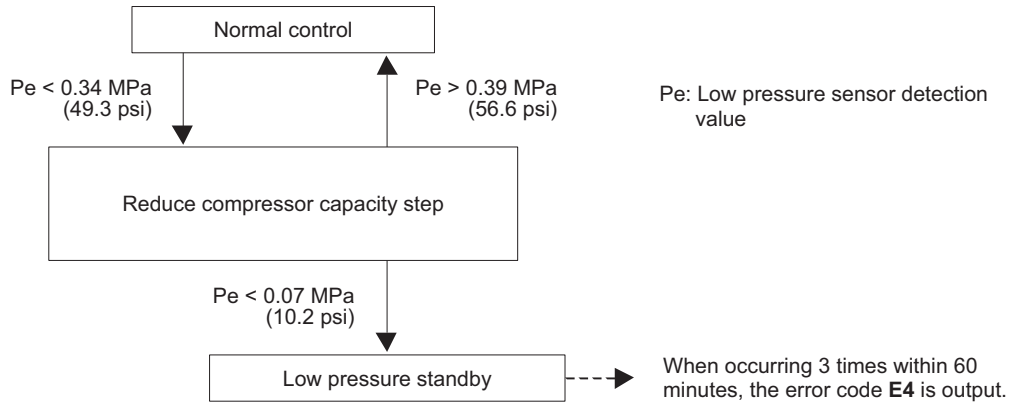 Normal control
Pe < 0.34 MPa
(49.3 psi)
Pe > 0.39 MPa
(56.6 psi)
Pe: Low pressure sensor detection
value
Reduce compressor capacity step
Pe < 0.07 MPa
(10.2 psi)
Low pressure standby
When occurring 3 times within 60
minutes, the error code E4 is output.